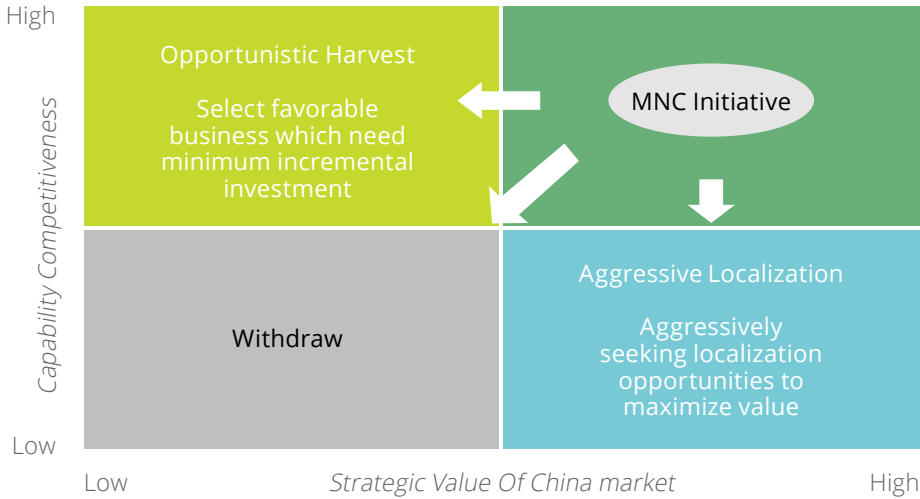 High
Opportunistic Harvest
Select favorable
business which need
minimum incremental
investment
MNC Initiative
Capability Competitiveness
Withdraw
Aggressive Localization
Aggressively
seeking localization
opportunities to
maximize value
Low
Low
Strategic Value Of China market
High